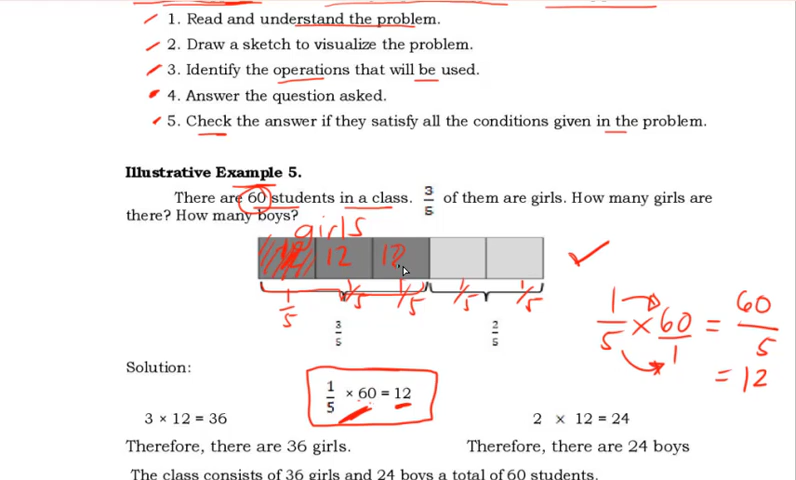 1. Read and understand the problem.
2. Draw a sketch to visualize the problem.
3. Identify the operations that will be used.
4. Answer the question asked.
5. Check the answer if they satisfy all the conditions given in the problem.
Illustrative Example 5.
There are 60 students in a class. 3/5 of them are girls. How many girls are
there? How many boys?
girls
12 12
1/5 1/5 1/5 1/5 1/5
3/5 2/5
1/5 × 60/1 = 60/5
= 12
Solution:
1/5 × 60 = 12
3 × 12 = 36 2 × 12 = 24
Therefore, there are 36 girls. Therefore, there are 24 boys
The class consists of 36 girls and 24 boys a total of 60 students.